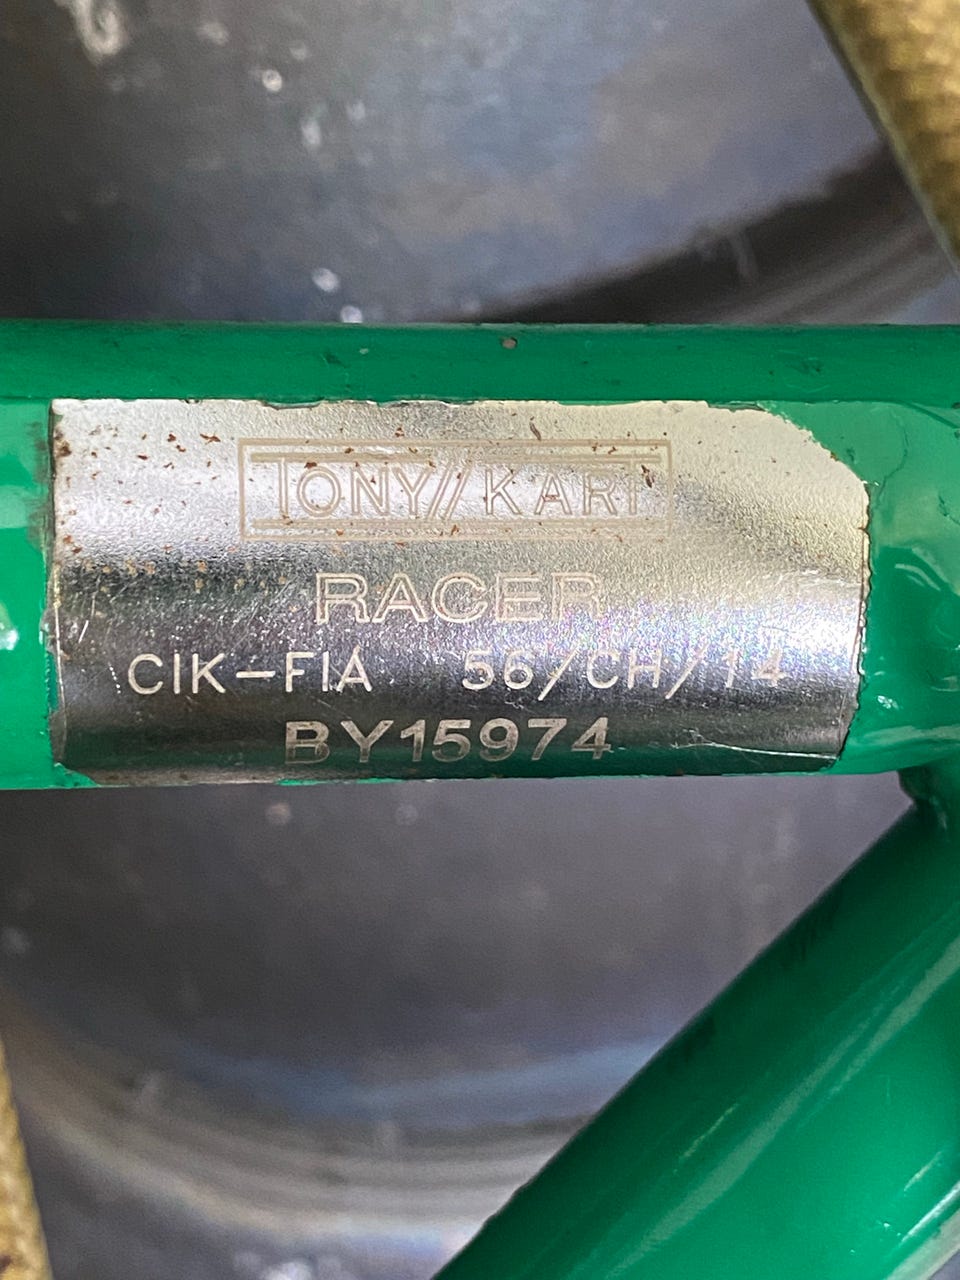 TONY//KART
RACER
CIK-FIA 56/CH/14
BY15974